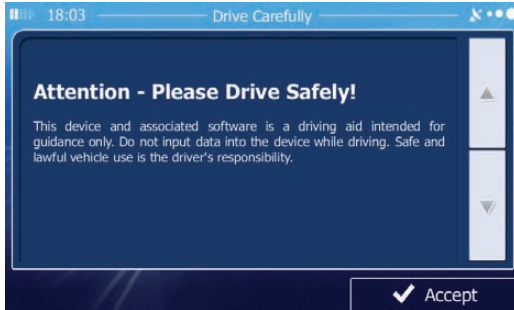 18:03 Drive Carefully
Attention - Please Drive Safely!
This device and associated software is a driving aid intended for
guidance only. Do not input data into the device while driving. Safe and
lawful vehicle use is the driver's responsibility.
Accept